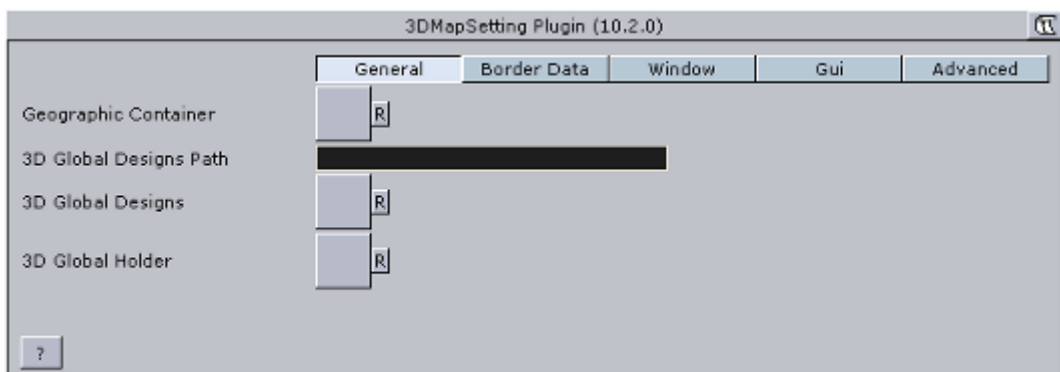 3DMapSetting Plugin (10.2.0)
General Border Data Window Gui Advanced
Geographic Container R
3D Global Designs Path
3D Global Designs R
3D Global Holder R
?